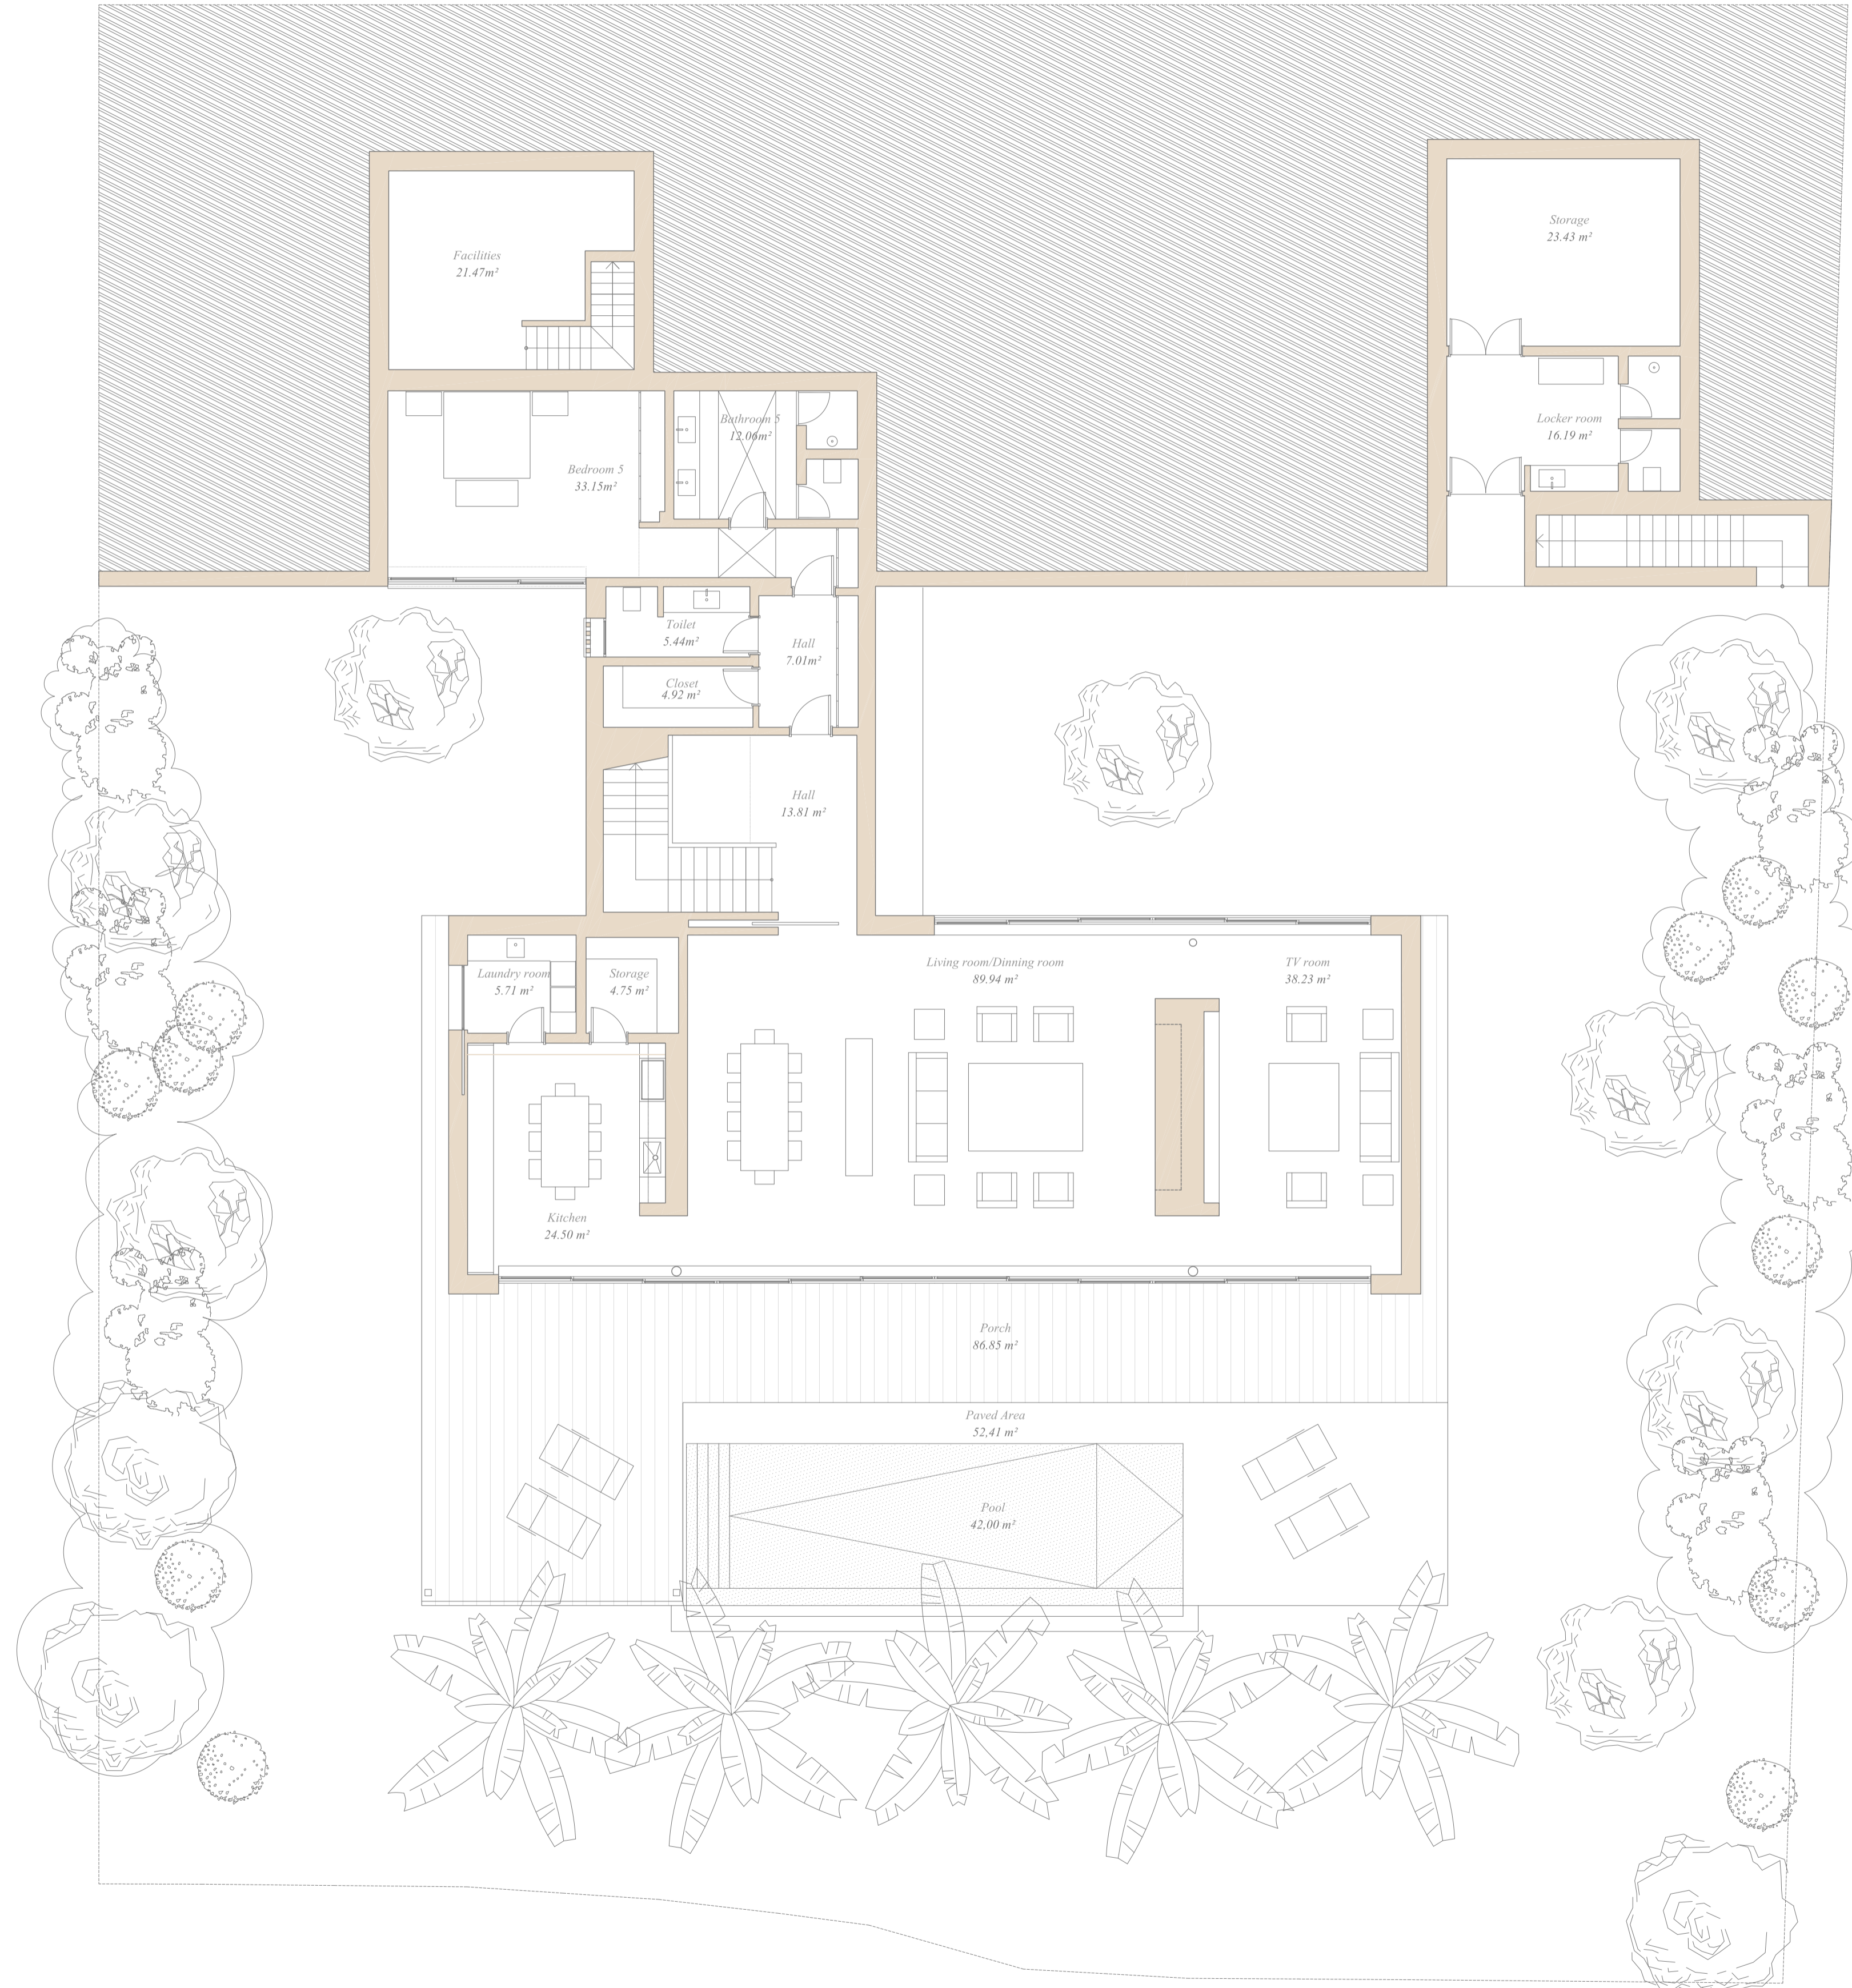 Storage
23.43 m²
Facilities
21.47m²
Bathroom 5
12.06m²
Locker room
16.19 m²
Bedroom 5
33.15m²
Toilet
5.44m²
Hall
7.01m²
Closet
4.92 m²
Hall
13.81 m²
Laundry room
5.71 m²
Storage
4.75 m²
Living room/Dinning room
89.94 m²
TV room
38.23 m²
Kitchen
24.50 m²
Porch
86.85 m²
Paved Area
52,41 m²
Pool
42,00 m²